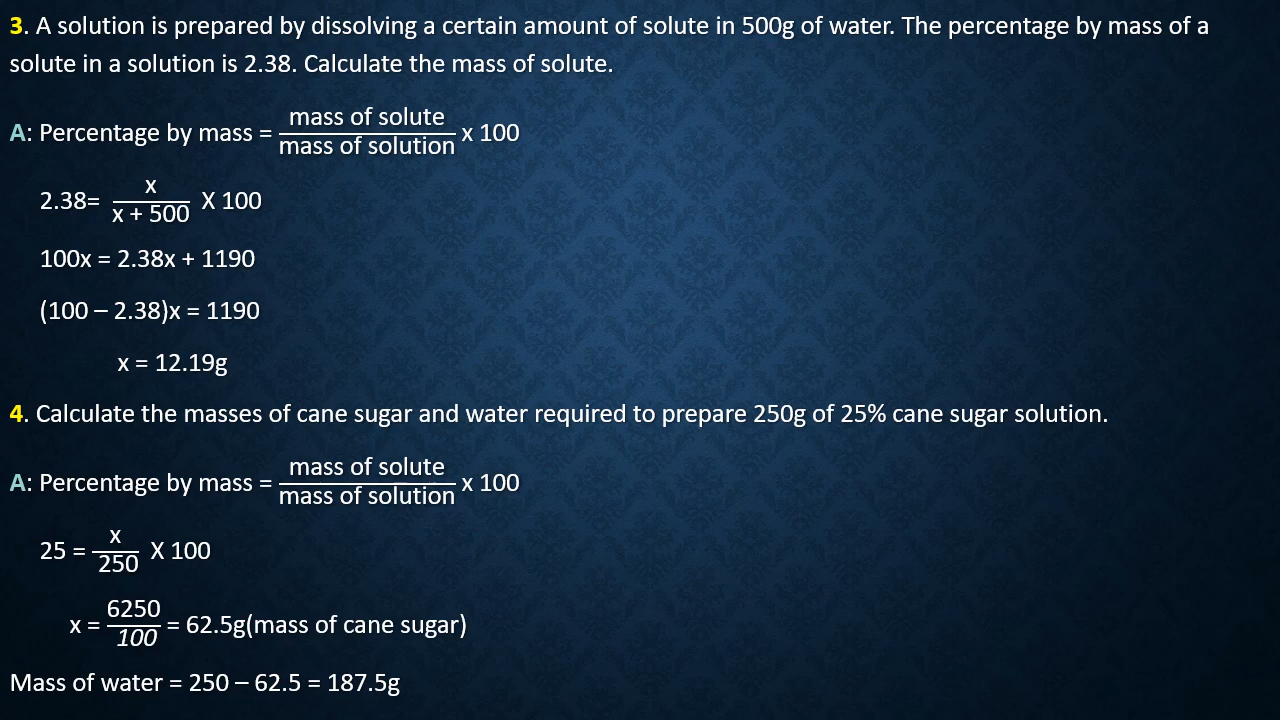 3. A solution is prepared by dissolving a certain amount of solute in 500g of water. The percentage by mass of a
solute in a solution is 2.38. Calculate the mass of solute.
A: Percentage by mass = mass of solute / mass of solution x 100
2.38= x / x + 500 X 100
100x = 2.38x + 1190
(100 – 2.38)x = 1190
x = 12.19g
4. Calculate the masses of cane sugar and water required to prepare 250g of 25% cane sugar solution.
A: Percentage by mass = mass of solute / mass of solution x 100
25 = x / 250 X 100
x = 6250 / 100 = 62.5g(mass of cane sugar)
Mass of water = 250 – 62.5 = 187.5g